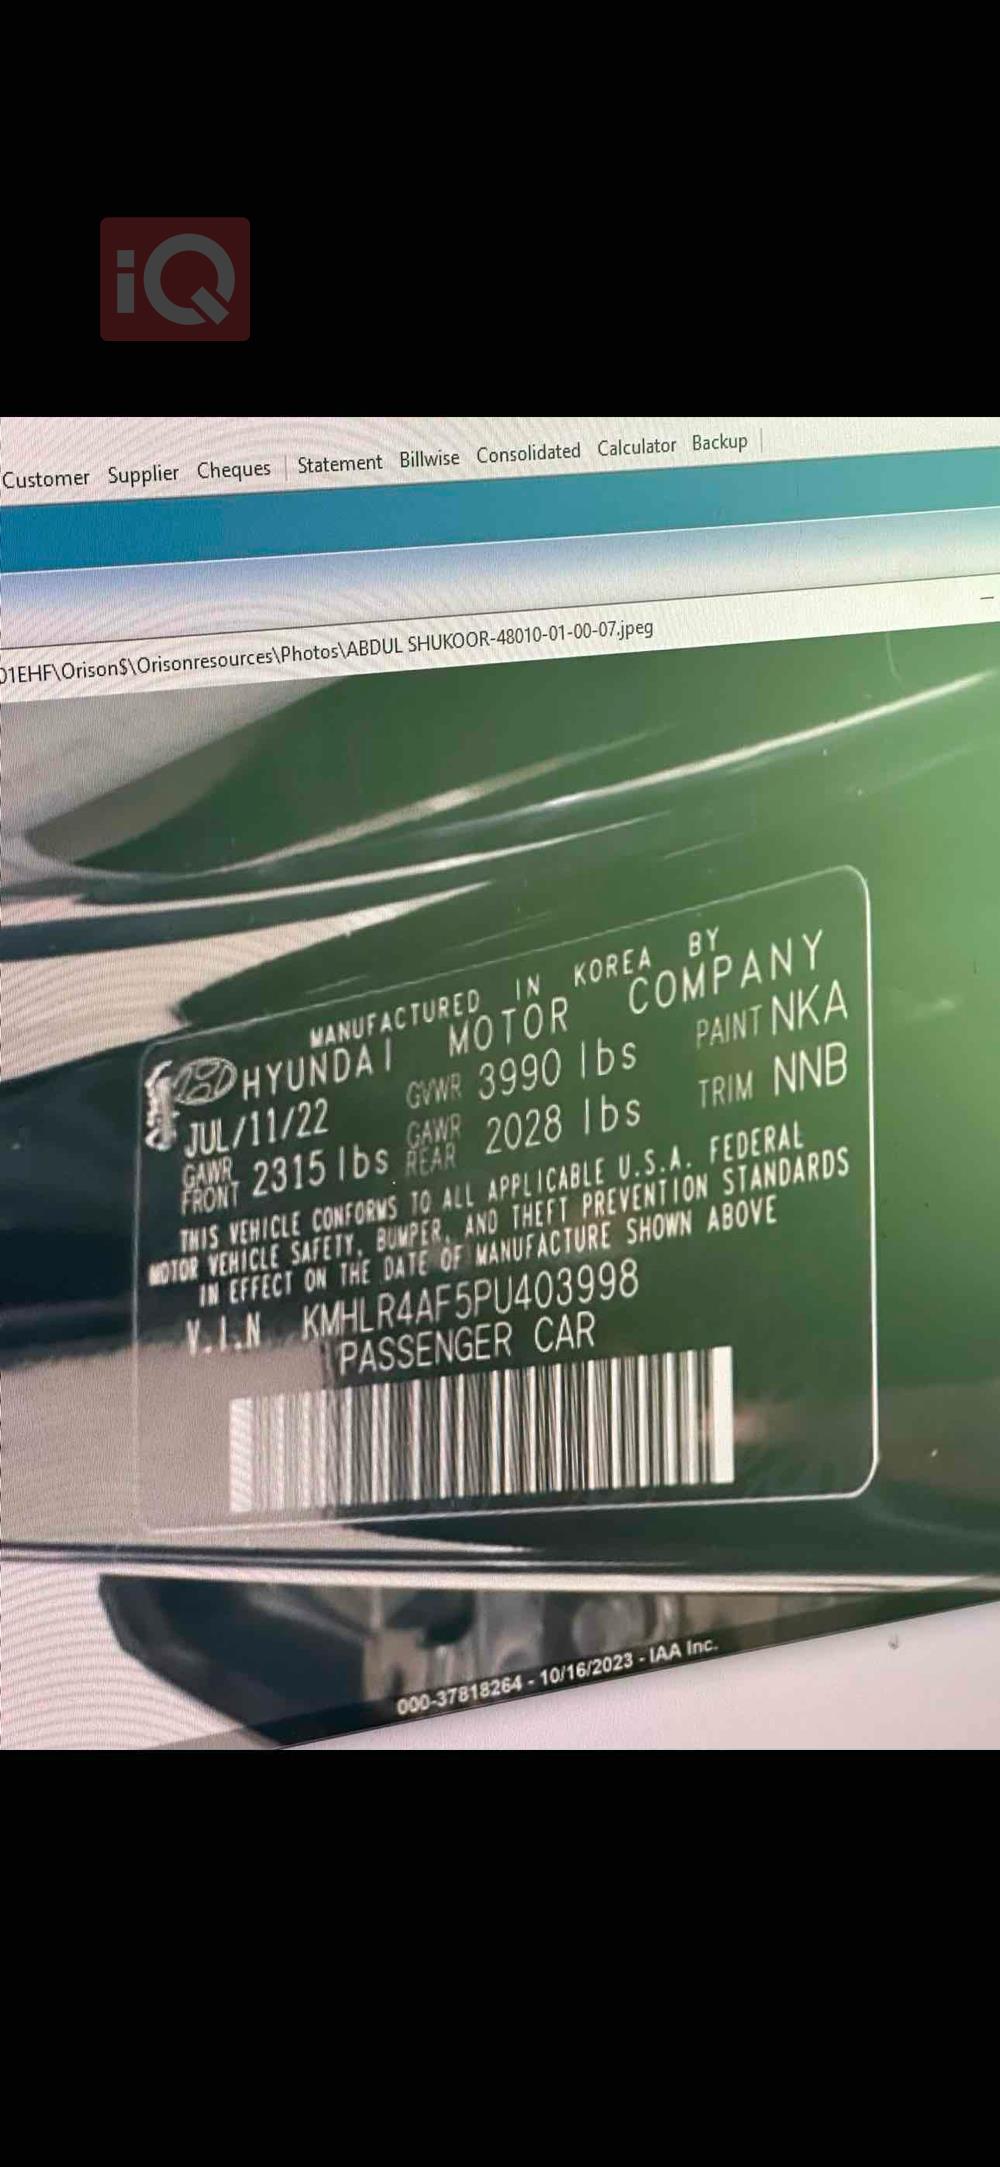 iQ
Customer Supplier Cheques Statement Billwise Consolidated Calculator Backup
01EHF\Orison$\Orisonresources\Photos\ABDUL SHUKOOR-48010-01-00-07.jpeg
MANUFACTURED IN KOREA BY
HYUNDAI MOTOR COMPANY
JUL/11/22 GVWR 3990 lbs PAINT NKA
GAWR FRONT 2315 lbs GAWR REAR 2028 lbs TRIM NNB
THIS VEHICLE CONFORMS TO ALL APPLICABLE U.S.A. FEDERAL
MOTOR VEHICLE SAFETY, BUMPER, AND THEFT PREVENTION STANDARDS
IN EFFECT ON THE DATE OF MANUFACTURE SHOWN ABOVE
V.I.N KMHLR4AF5PU403998
PASSENGER CAR
000-37818264 - 10/16/2023 - IAA Inc.